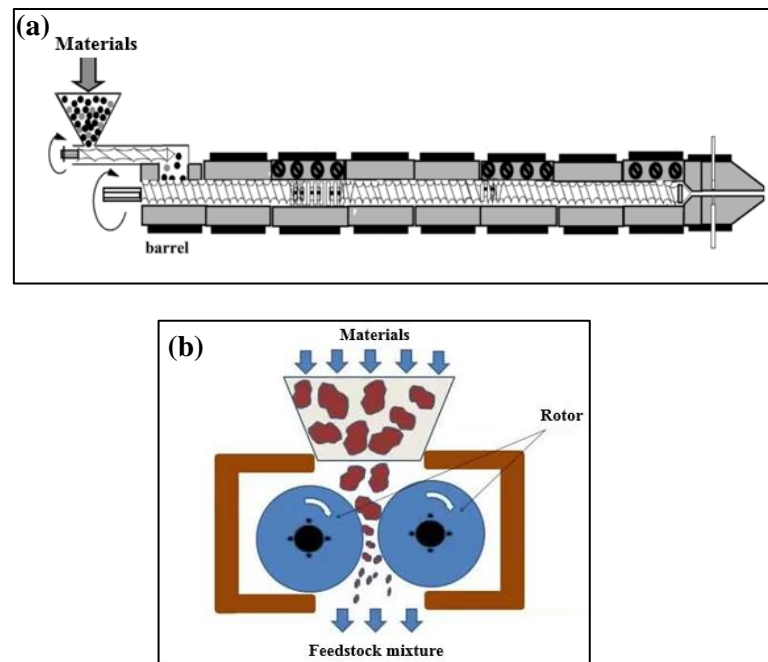 (a)
Materials
barrel
(b)
Materials
Rotor
Feedstock mixture